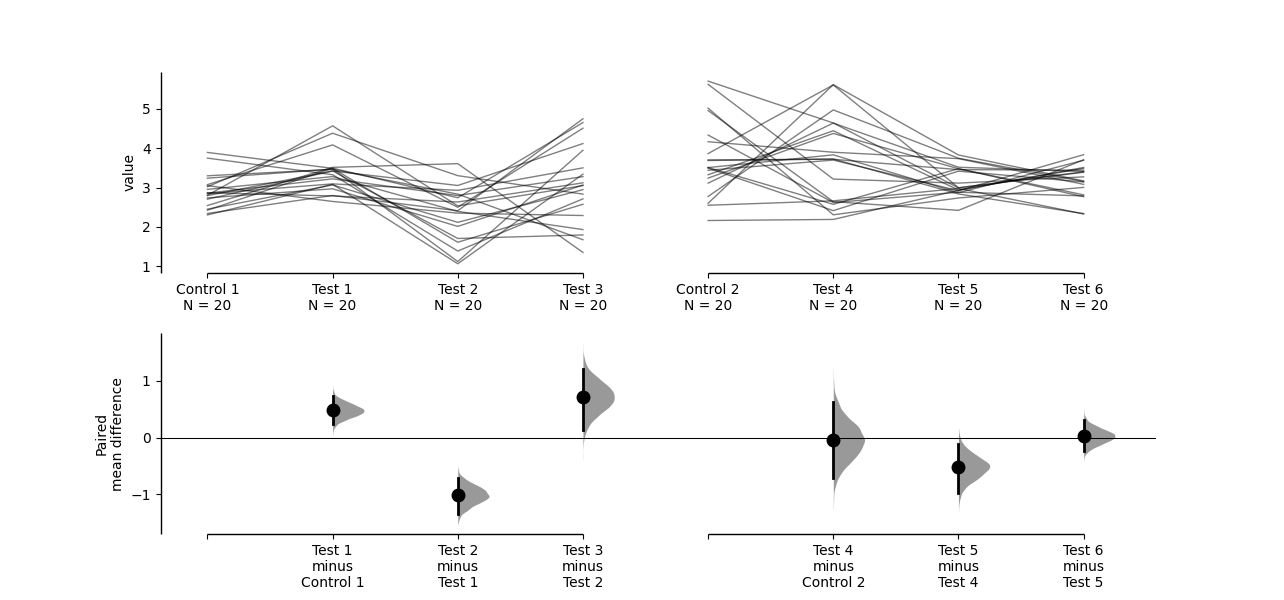 value
5
4
3
2
1
Control 1
N = 20
Test 1
N = 20
Test 2
N = 20
Test 3
N = 20
Control 2
N = 20
Test 4
N = 20
Test 5
N = 20
Test 6
N = 20
Paired
mean difference
1
0
−1
Test 1
minus
Control 1
Test 2
minus
Test 1
Test 3
minus
Test 2
Test 4
minus
Control 2
Test 5
minus
Test 4
Test 6
minus
Test 5